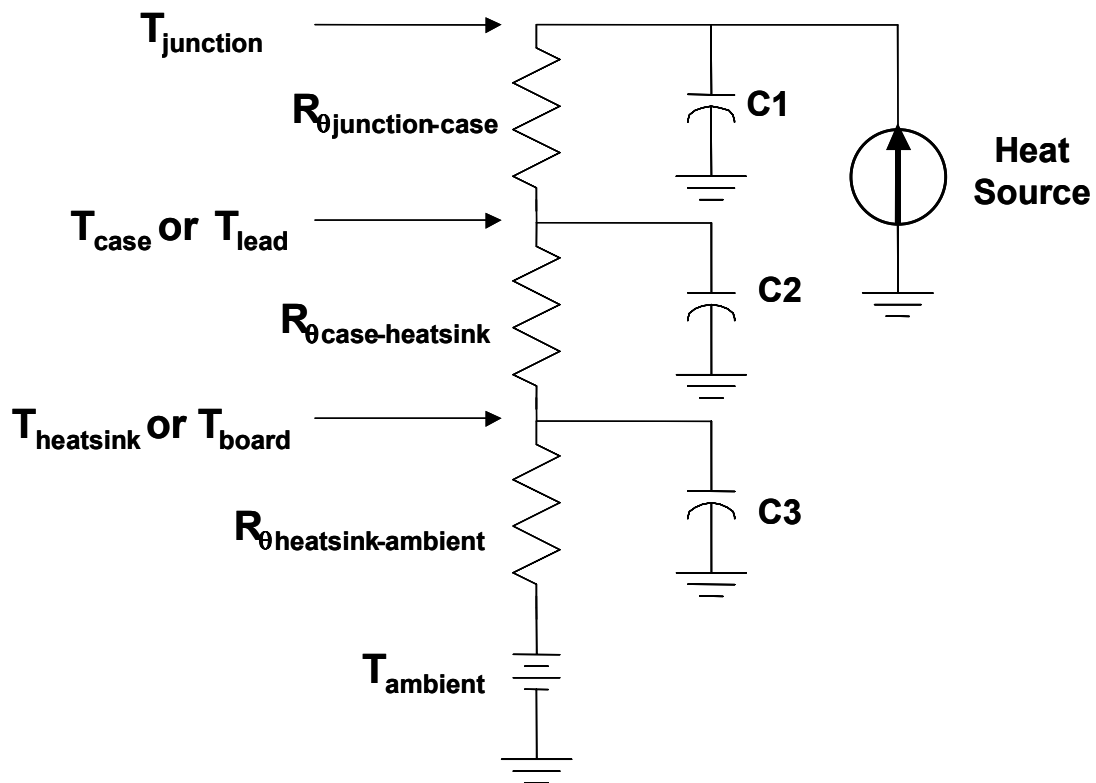 Tjunction
Rθjunction-case
C1
Heat
Source
Tcase or Tlead
C2
Rθcase-heatsink
Theatsink or Tboard
C3
Rθheatsink-ambient
Tambient